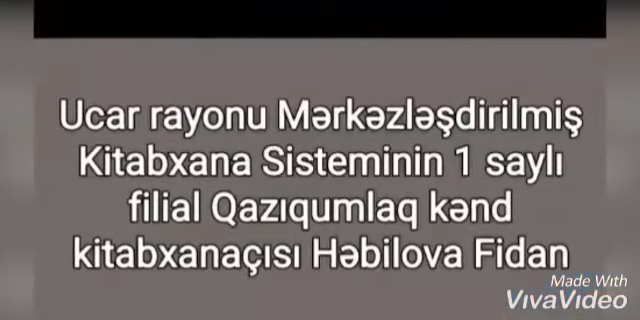 Ucar rayonu Mərkəzləşdirilmiş
Kitabxana Sisteminin 1 saylı
filial Qazıqumlaq kənd
kitabxanaçısı Həbilova Fidan
Made With
VivaVideo